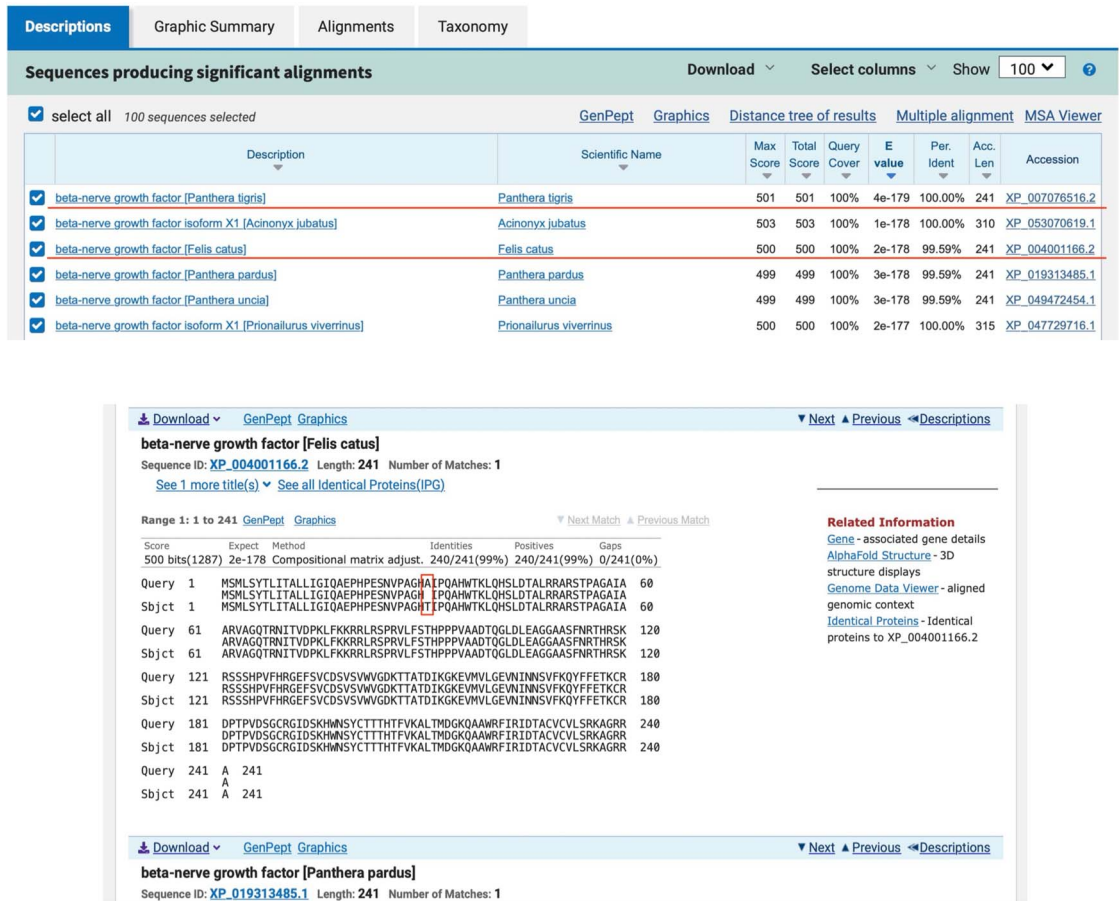 Descriptions Graphic Summary Alignments Taxonomy
Sequences producing significant alignments Download Select columns Show 100 ?
select all 100 sequences selected GenPept Graphics Distance tree of results Multiple alignment MSA Viewer
Description Scientific Name Max Score Total Score Query Cover E value Per. Ident Acc. Len Accession
beta-nerve growth factor [Panthera tigris] Panthera tigris 501 501 100% 4e-179 100.00% 241 XP_007076516.2
beta-nerve growth factor isoform X1 [Acinonyx jubatus] Acinonyx jubatus 503 503 100% 1e-178 100.00% 310 XP_053070619.1
beta-nerve growth factor [Felis catus] Felis catus 500 500 100% 2e-178 99.59% 241 XP_004001166.2
beta-nerve growth factor [Panthera pardus] Panthera pardus 499 499 100% 3e-178 99.59% 241 XP_019313485.1
beta-nerve growth factor [Panthera uncia] Panthera uncia 499 499 100% 3e-178 99.59% 241 XP_049472454.1
beta-nerve growth factor isoform X1 [Prionailurus viverrinus] Prionailurus viverrinus 500 500 100% 2e-177 100.00% 315 XP_047729716.1
Download GenPept Graphics Next Previous Descriptions
beta-nerve growth factor [Felis catus]
Sequence ID: XP_004001166.2 Length: 241 Number of Matches: 1
See 1 more title(s) See all Identical Proteins(IPG)
Range 1: 1 to 241 GenPept Graphics Next Match Previous Match
Score Expect Method Identities Positives Gaps
500 bits(1287) 2e-178 Compositional matrix adjust. 240/241(99%) 240/241(99%) 0/241(0%)
Query 1 MSMLSYTLITALLIGIQAEPHPESNVPAGHAIPQAHWTKLQHSLDTALRRARSTPAGAIA 60
MSMLSYTLITALLIGIQAEPHPESNVPAGH IPQAHWTKLQHSLDTALRRARSTPAGAIA
Sbjct 1 MSMLSYTLITALLIGIQAEPHPESNVPAGHTIPQAHWTKLQHSLDTALRRARSTPAGAIA 60
Query 61 ARVAGQTRNITVDPKLFKKRRLRSPRVLFSTHPPPVAADTQGLDLEAGGAASFNRTHRSK 120
ARVAGQTRNITVDPKLFKKRRLRSPRVLFSTHPPPVAADTQGLDLEAGGAASFNRTHRSK
Sbjct 61 ARVAGQTRNITVDPKLFKKRRLRSPRVLFSTHPPPVAADTQGLDLEAGGAASFNRTHRSK 120
Query 121 RSSSHPVFHRGEFSVCDSVSVWVGDKTTATDIKGKEVMVLGEVNINNSVFKQYFFETKCR 180
RSSSHPVFHRGEFSVCDSVSVWVGDKTTATDIKGKEVMVLGEVNINNSVFKQYFFETKCR
Sbjct 121 RSSSHPVFHRGEFSVCDSVSVWVGDKTTATDIKGKEVMVLGEVNINNSVFKQYFFETKCR 180
Query 181 DPTPVDSGCRGIDSKHWNSYCTTTHTFVKALTMDGKQAAWRFIRIDTACVCVLSRKAGRR 240
DPTPVDSGCRGIDSKHWNSYCTTTHTFVKALTMDGKQAAWRFIRIDTACVCVLSRKAGRR
Sbjct 181 DPTPVDSGCRGIDSKHWNSYCTTTHTFVKALTMDGKQAAWRFIRIDTACVCVLSRKAGRR 240
Query 241 A 241
A
Sbjct 241 A 241
Related Information
Gene - associated gene details
AlphaFold Structure - 3D
structure displays
Genome Data Viewer - aligned
genomic context
Identical Proteins - Identical
proteins to XP_004001166.2
Download GenPept Graphics Next Previous Descriptions
beta-nerve growth factor [Panthera pardus]
Sequence ID: XP_019313485.1 Length: 241 Number of Matches: 1